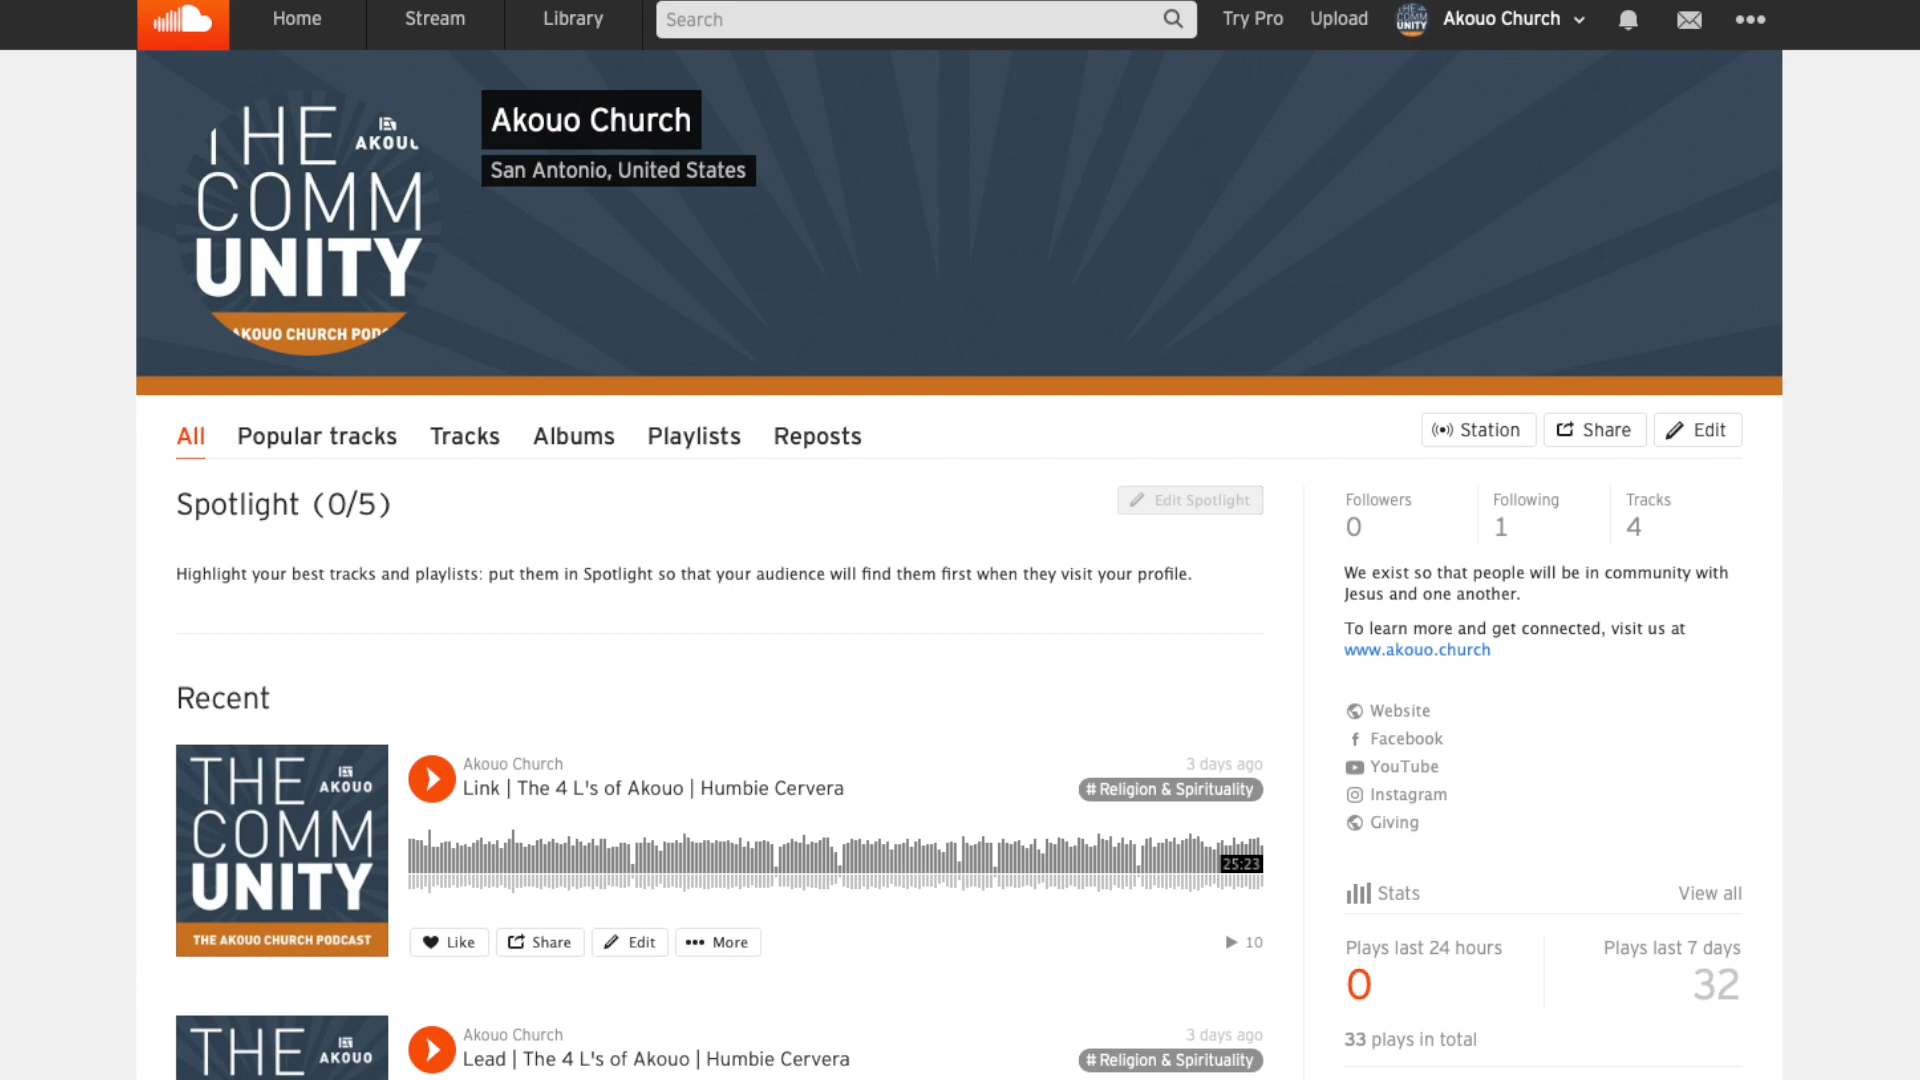 Home
Stream
Library
Search
Try Pro
Upload
THE
COMM
UNITY
Akouo Church
THE
AKOUO
COMM
UNITY
AKOUO CHURCH POD
Akouo Church
San Antonio, United States
All
Popular tracks
Tracks
Albums
Playlists
Reposts
Station
Share
Edit
Spotlight (0/5)
Edit Spotlight
Highlight your best tracks and playlists: put them in Spotlight so that your audience will find them first when they visit your profile.
Recent
THE
AKOUO
COMM
UNITY
THE AKOUO CHURCH PODCAST
Akouo Church
3 days ago
Link | The 4 L's of Akouo | Humbie Cervera
# Religion & Spirituality
25:23
Like
Share
Edit
More
10
THE
AKOUO
Akouo Church
3 days ago
Lead | The 4 L's of Akouo | Humbie Cervera
# Religion & Spirituality
Followers
0
Following
1
Tracks
4
We exist so that people will be in community with
Jesus and one another.
To learn more and get connected, visit us at
www.akouo.church
Website
Facebook
YouTube
Instagram
Giving
Stats
View all
Plays last 24 hours
0
Plays last 7 days
32
33 plays in total